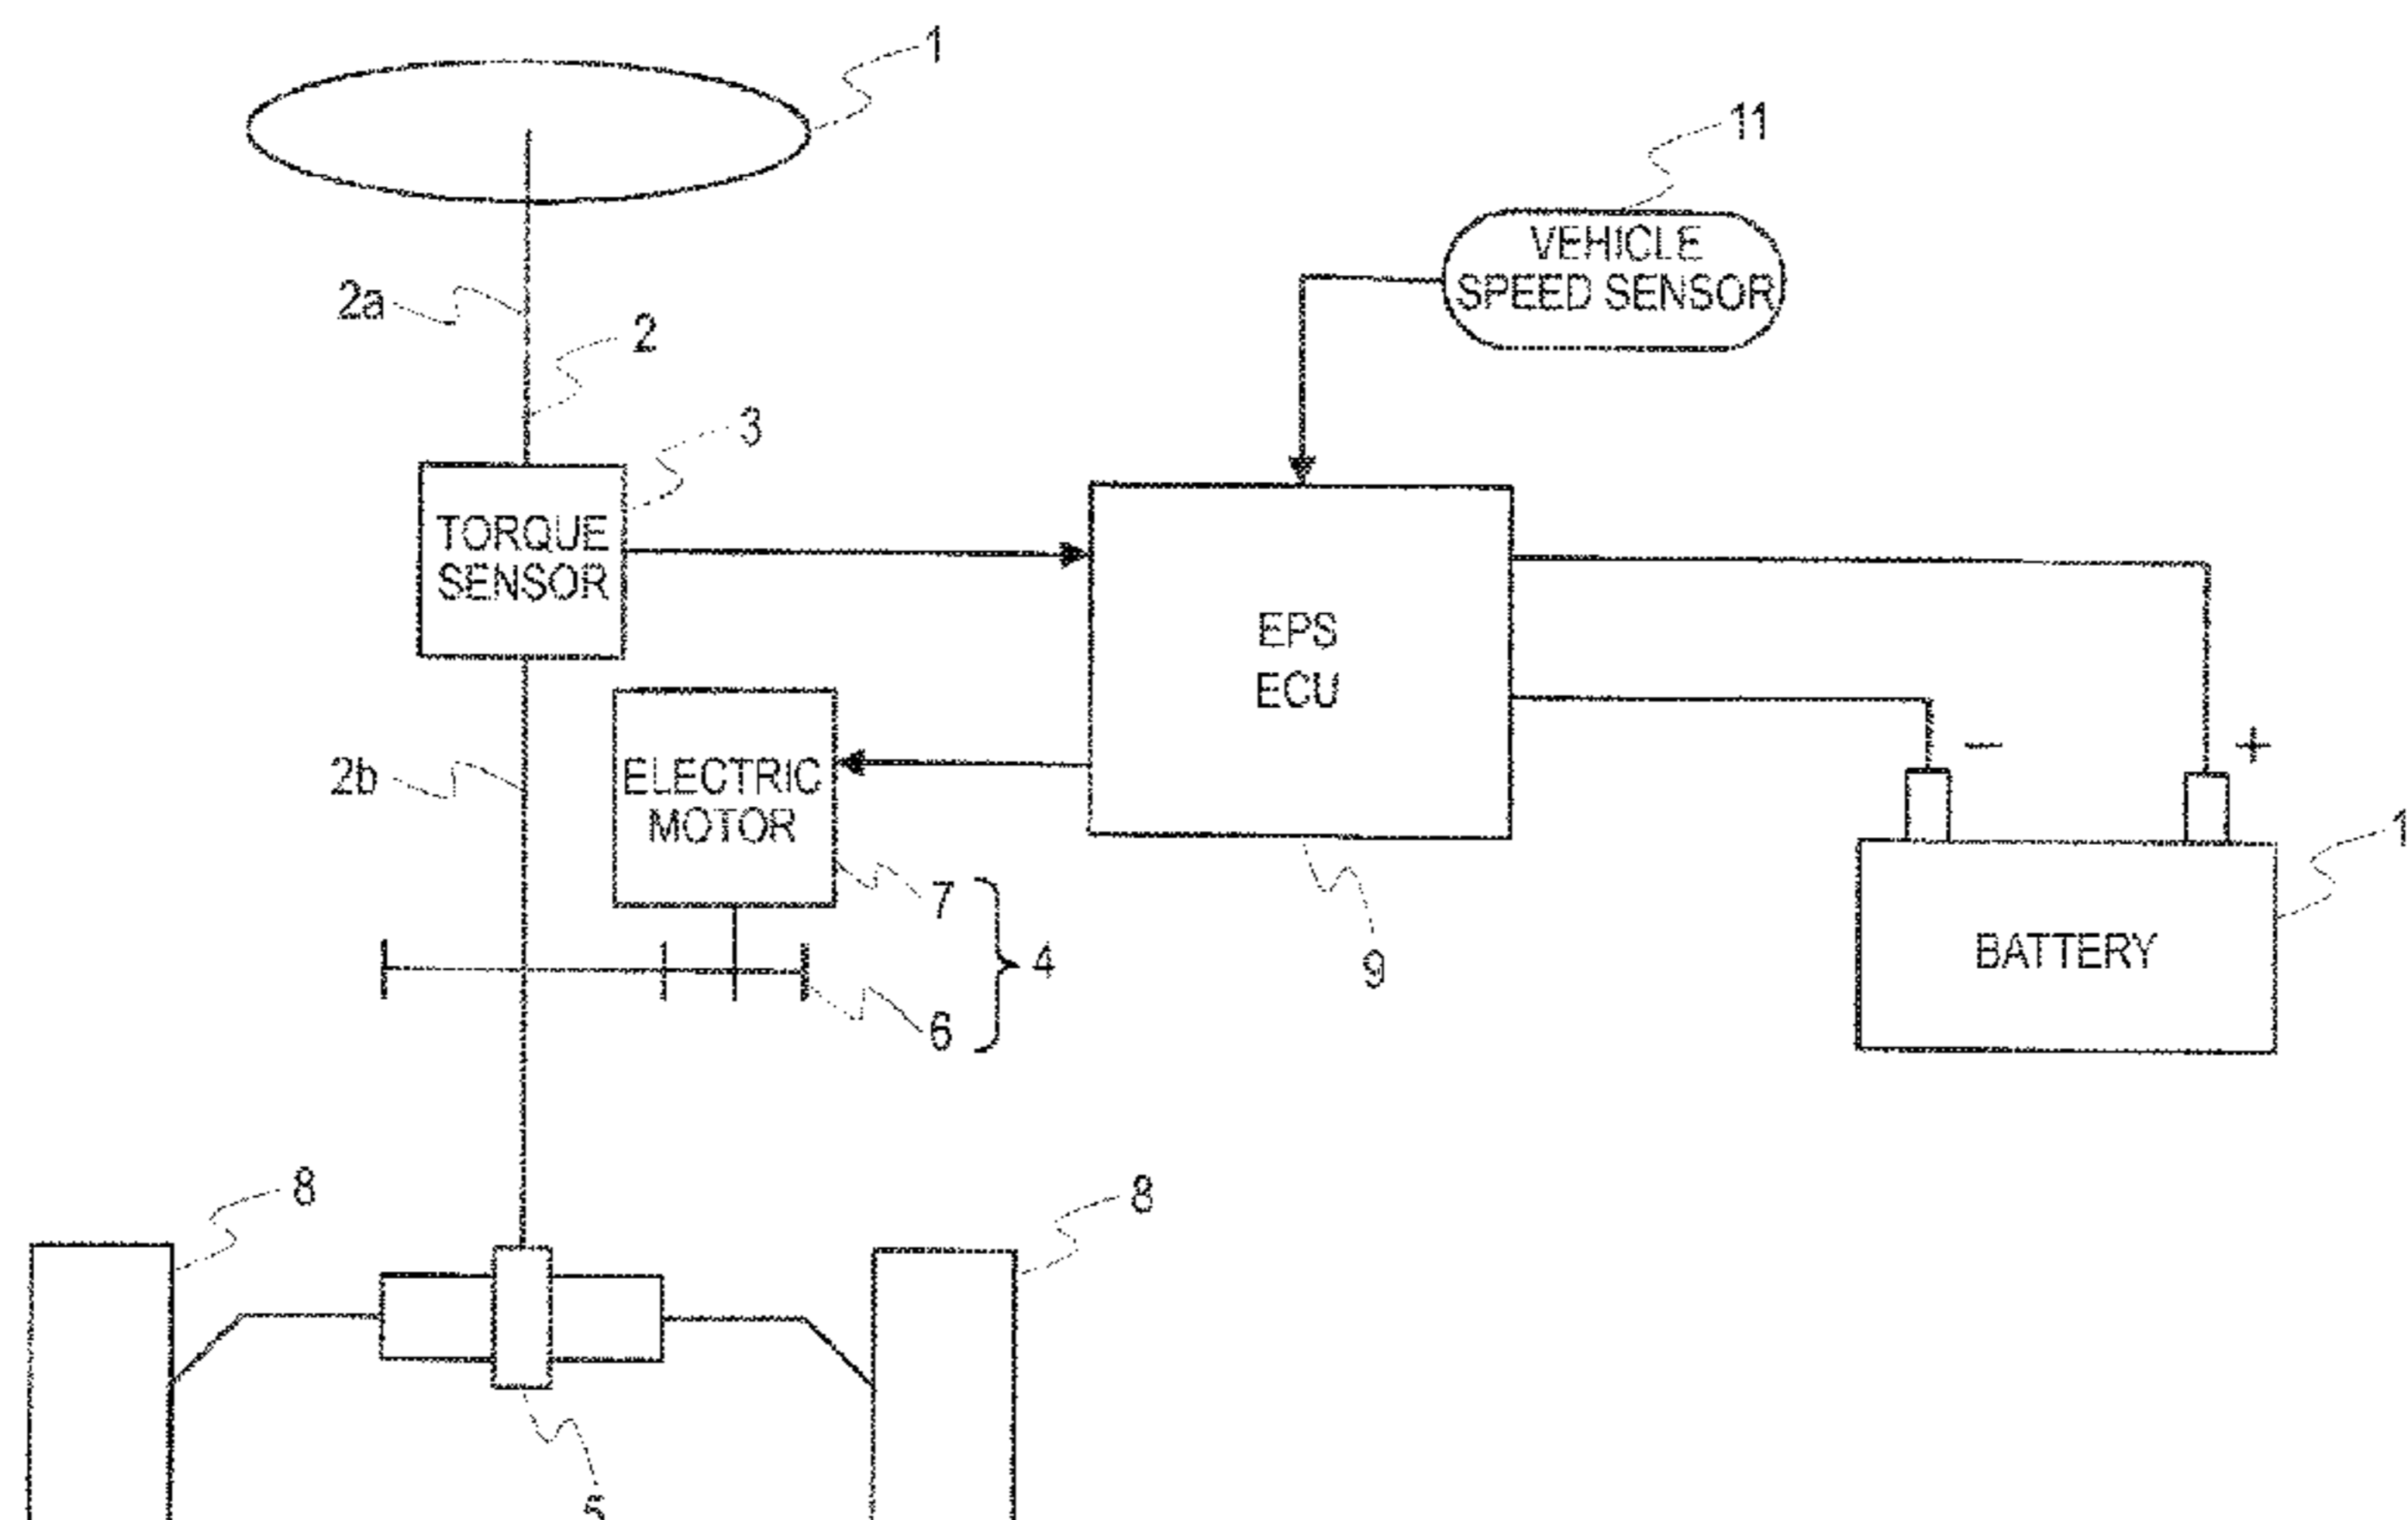 1
11
VEHICLE
SPEED SENSOR
2a
2
3
TORQUE
SENSOR
EPS
ECU
2b
ELECTRIC
MOTOR
−
+
7
4
6
9
BATTERY
8
8